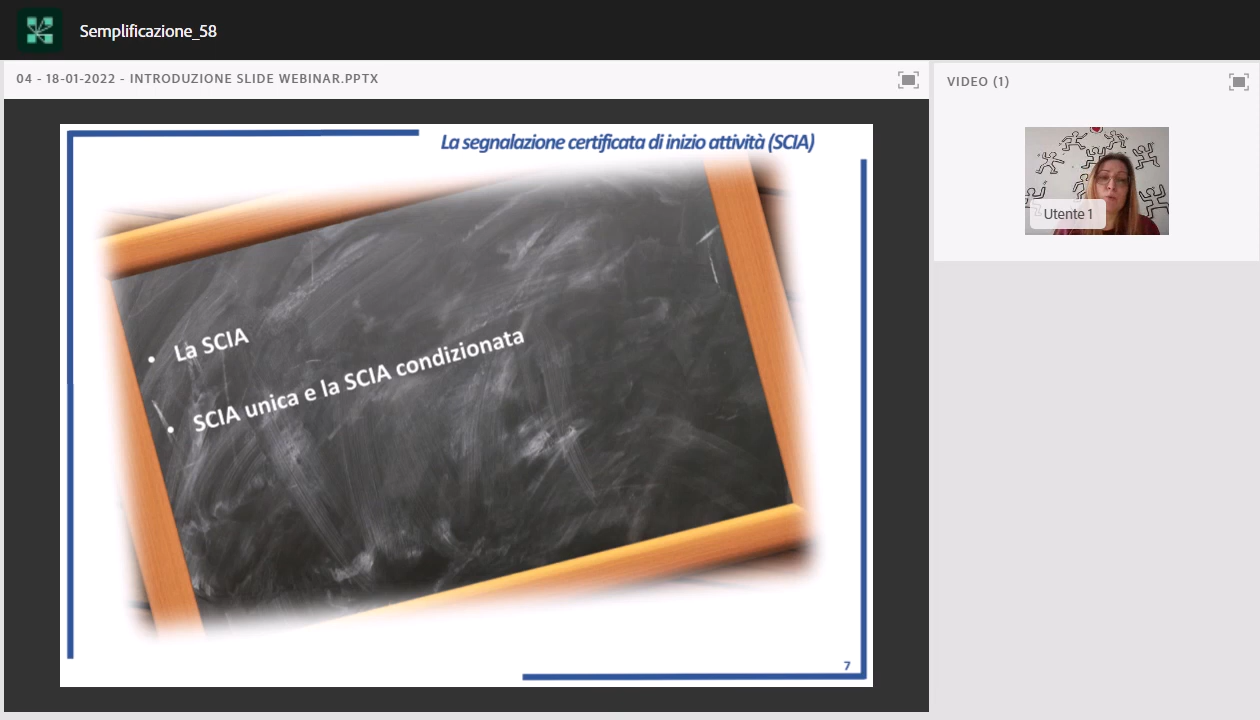 Semplificazione_58
04 - 18-01-2022 - INTRODUZIONE SLIDE WEBINAR.PPTX
VIDEO (1)
La segnalazione certificata di inizio attività (SCIA)
• La SCIA
• SCIA unica e la SCIA condizionata
7
Utente 1